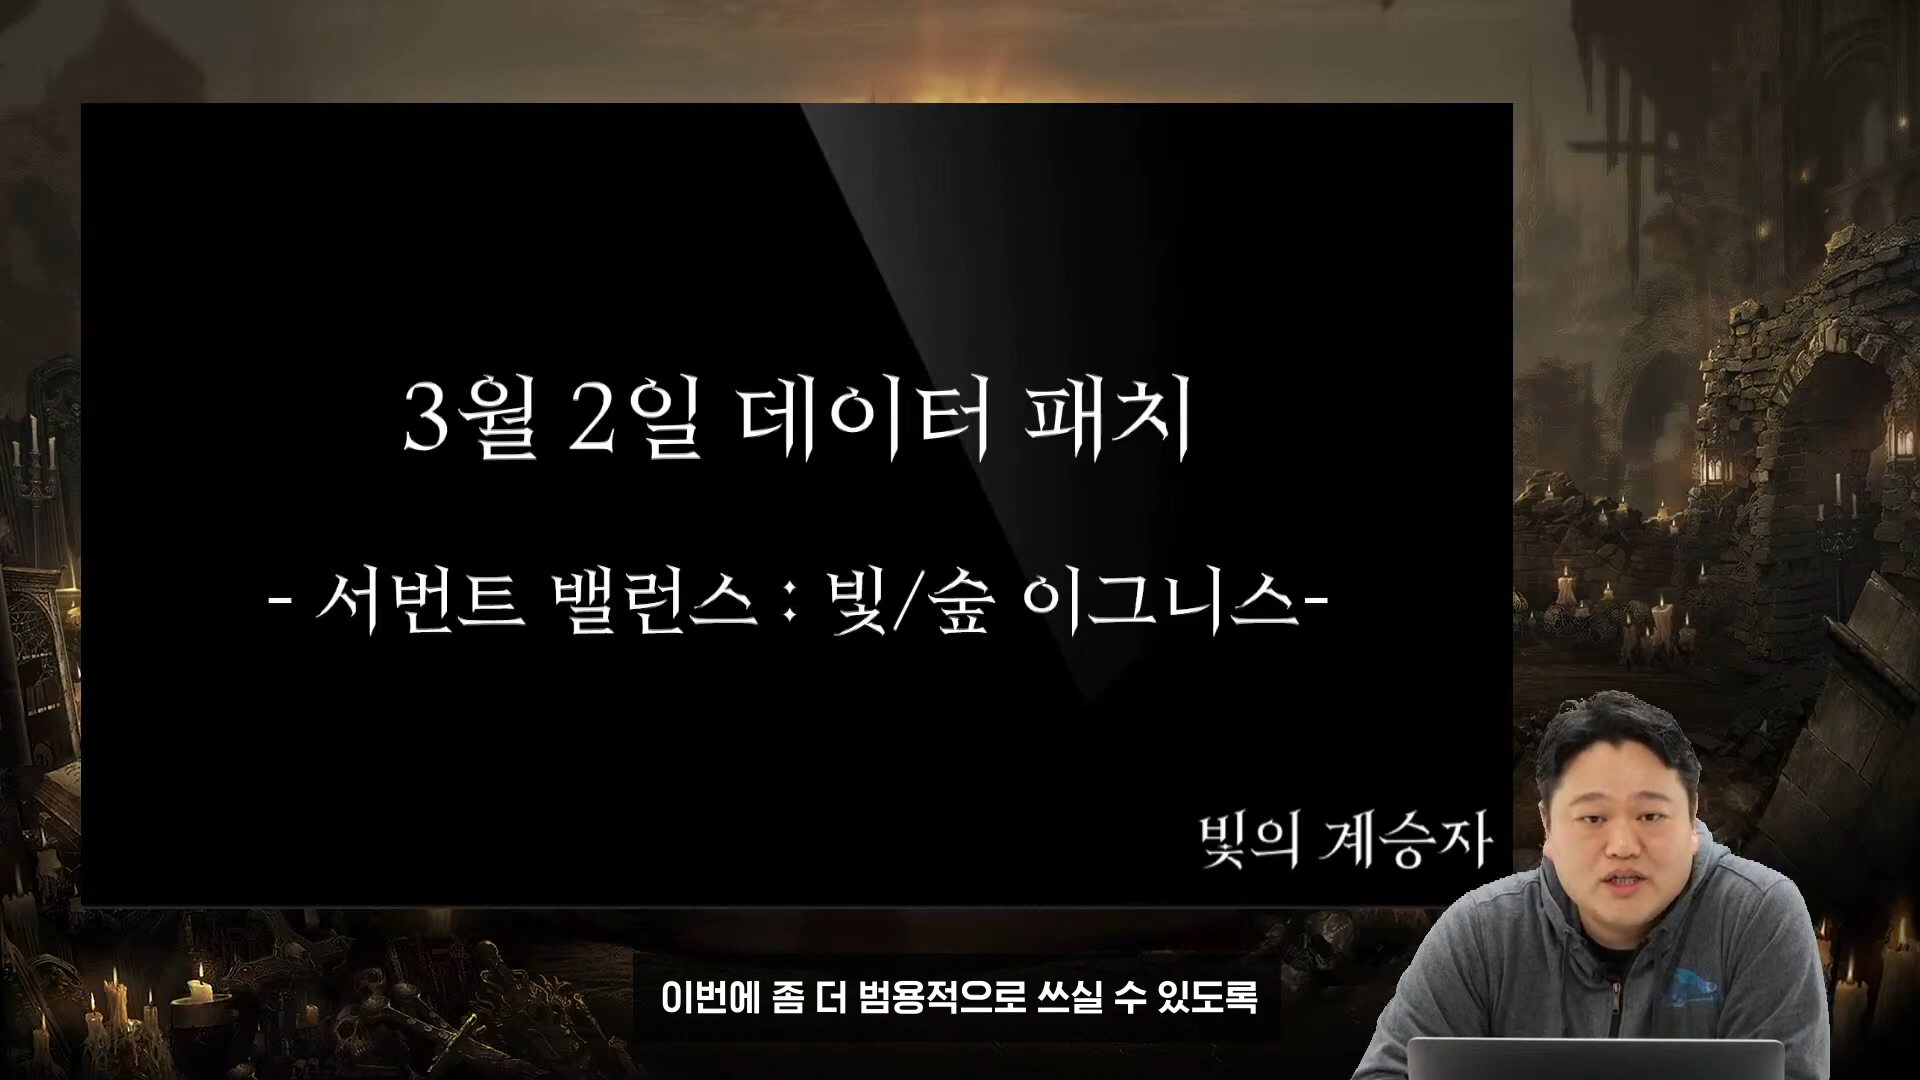 3월 2일 데이터 패치
- 서번트 밸런스 : 빛/숲 이그니스-
빛의 계승자
이번에 좀 더 범용적으로 쓰실 수 있도록